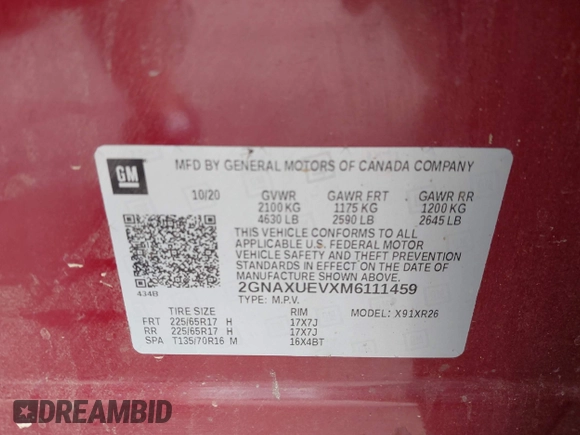 GM
MFD BY GENERAL MOTORS OF CANADA COMPANY
10/20 GVWR GAWR FRT GAWR RR
2100 KG 1175 KG 1200 KG
4630 LB 2590 LB 2645 LB
THIS VEHICLE CONFORMS TO ALL
APPLICABLE U.S. FEDERAL MOTOR
VEHICLE SAFETY AND THEFT PREVENTION
STANDARDS IN EFFECT ON THE DATE OF
MANUFACTURE SHOWN ABOVE.
434B 2GNAXUEVXM6111459
TYPE: M.P.V. MODEL: X91XR26
TIRE SIZE RIM
FRT 225/65R17 H 17X7J
RR 225/65R17 H 17X7J
SPA T135/70R16 M 16X4BT
DREAMBID